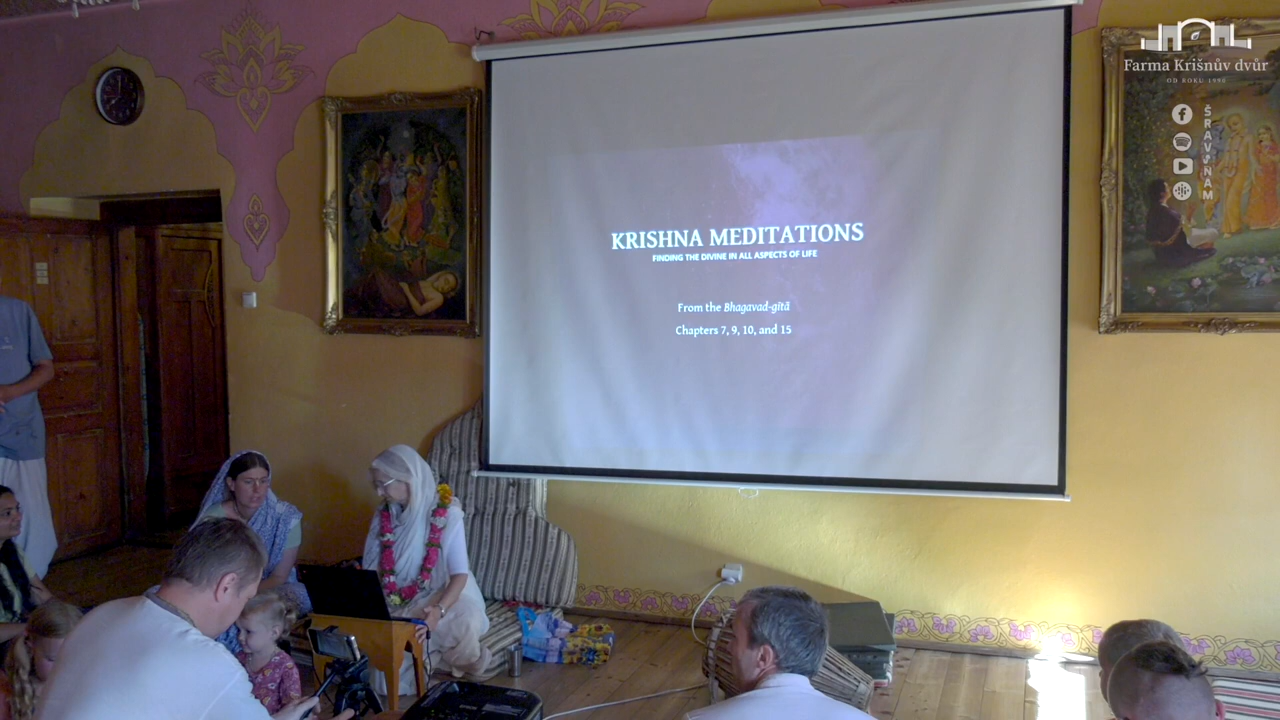 Farma Krišnův dvůr
OD ROKU 1990
ŠRAVANAM
KRISHNA MEDITATIONS
FINDING THE DIVINE IN ALL ASPECTS OF LIFE
From the Bhagavad-gītā
Chapters 7, 9, 10, and 15